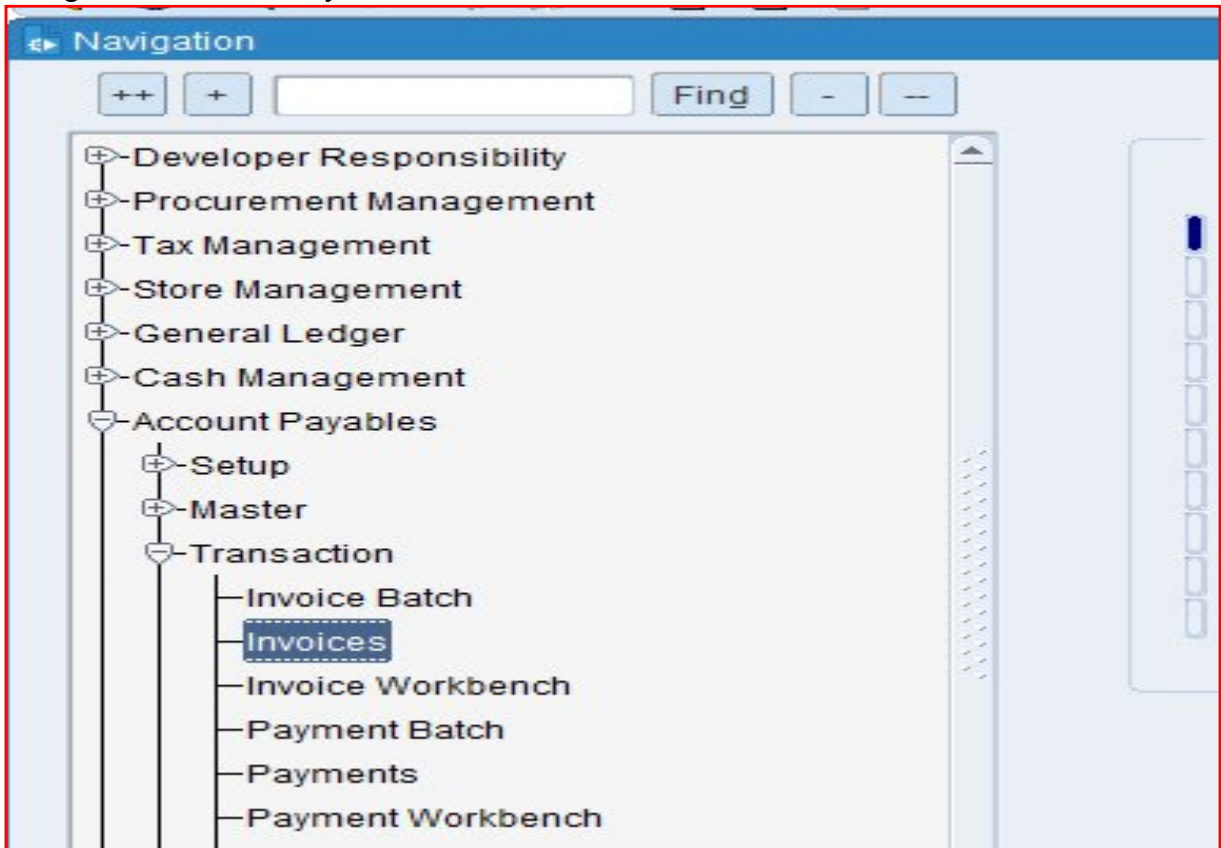 Navigation
++ + Find - --
Developer Responsibility
Procurement Management
Tax Management
Store Management
General Ledger
Cash Management
Account Payables
Setup
Master
Transaction
Invoice Batch
Invoices
Invoice Workbench
Payment Batch
Payments
Payment Workbench